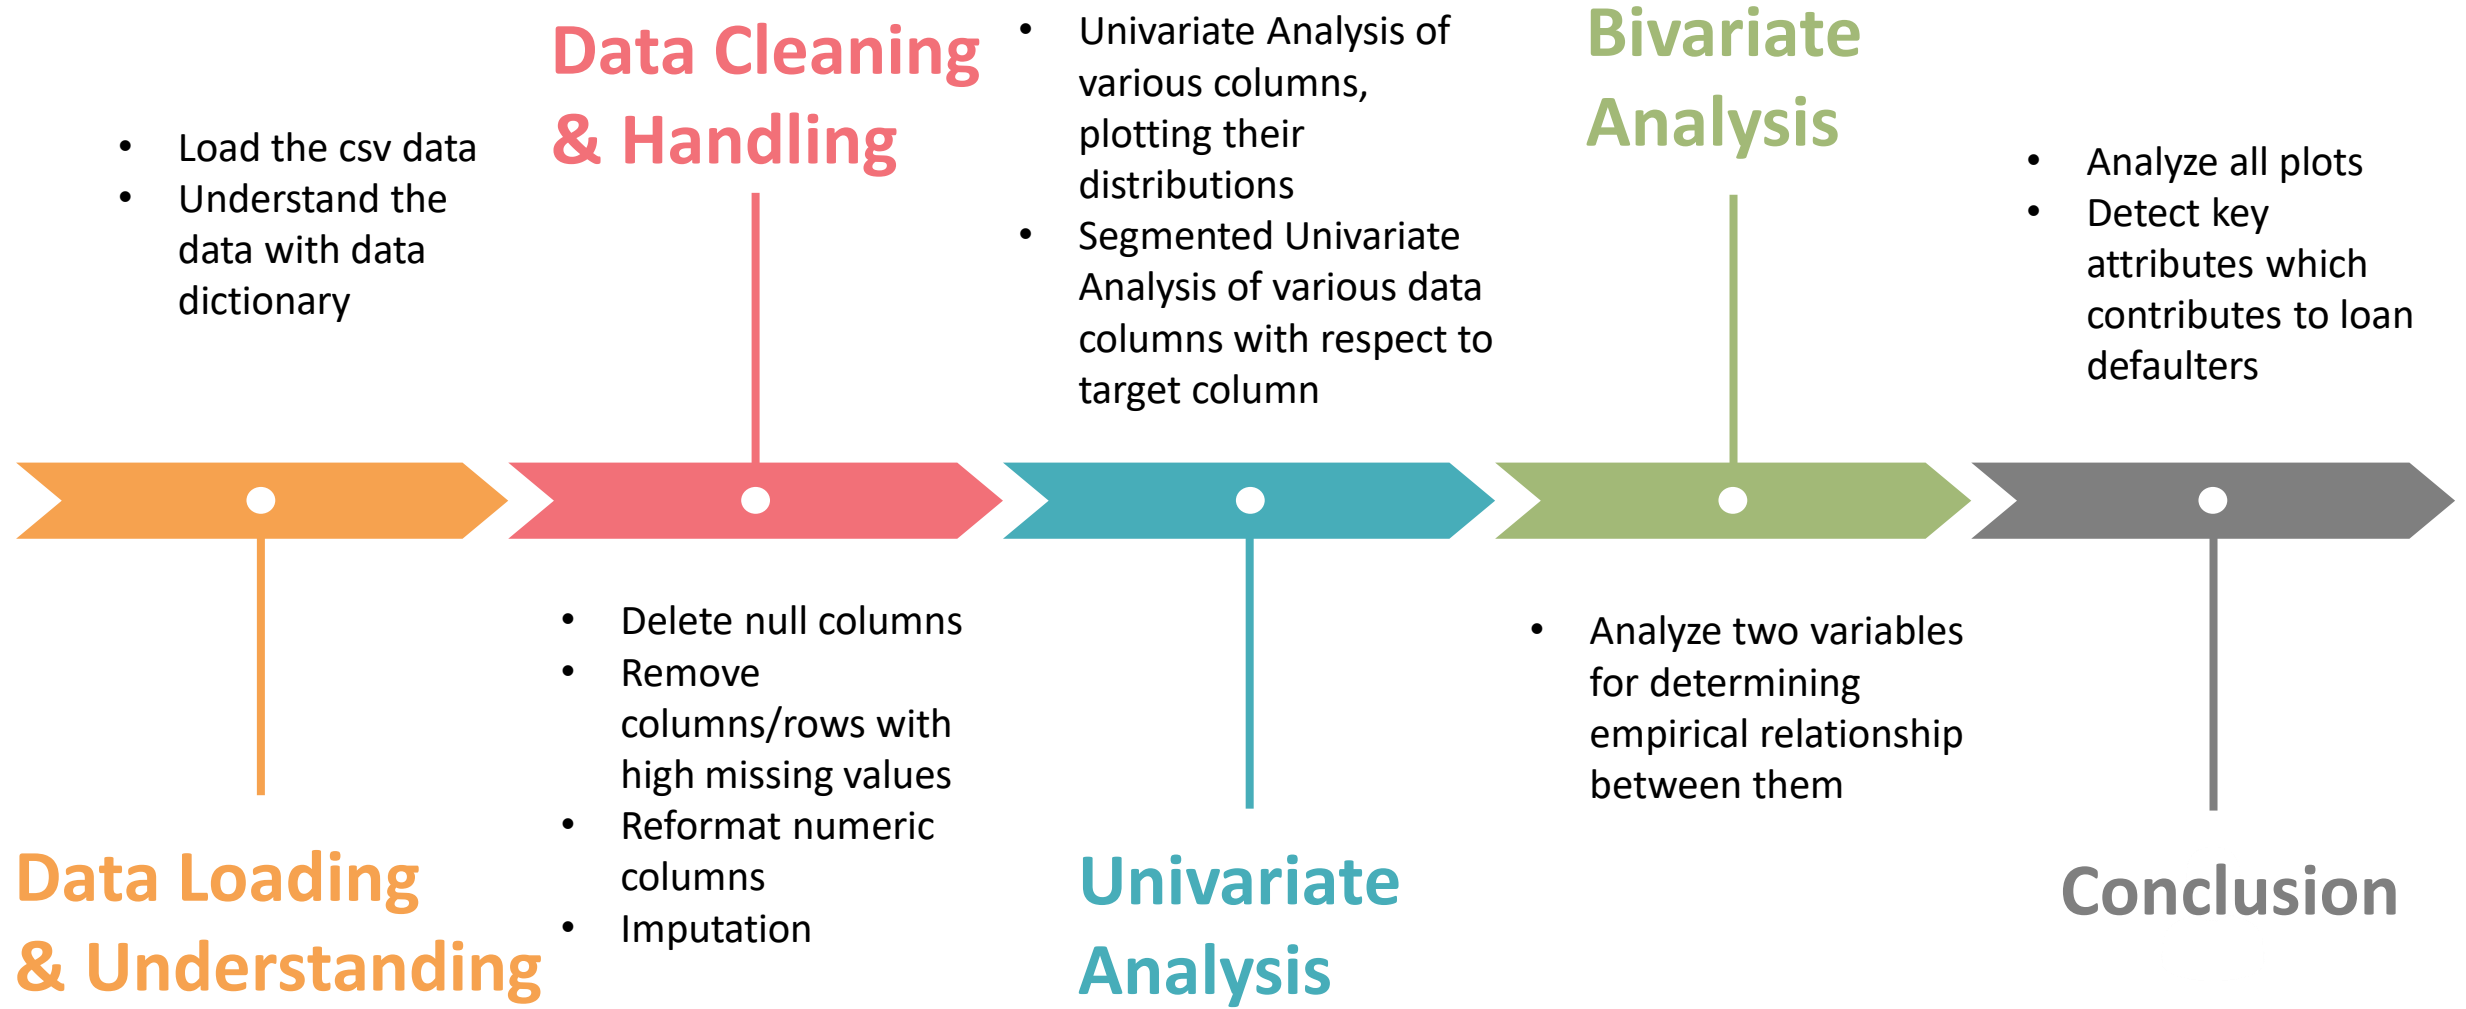 • Load the csv data
• Understand the
data with data
dictionary
Data Loading
& Understanding
Data Cleaning
& Handling
• Delete null columns
• Remove
columns/rows with
high missing values
• Reformat numeric
columns
• Imputation
• Univariate Analysis of
various columns,
plotting their
distributions
• Segmented Univariate
Analysis of various data
columns with respect to
target column
Univariate
Analysis
Bivariate
Analysis
• Analyze two variables
for determining
empirical relationship
between them
• Analyze all plots
• Detect key
attributes which
contributes to loan
defaulters
Conclusion